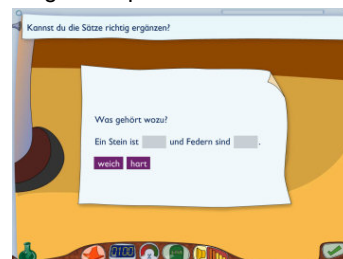 Kannst du die Sätze richtig ergänzen?
Was gehört wozu?
Ein Stein ist und Federn sind .
weich hart